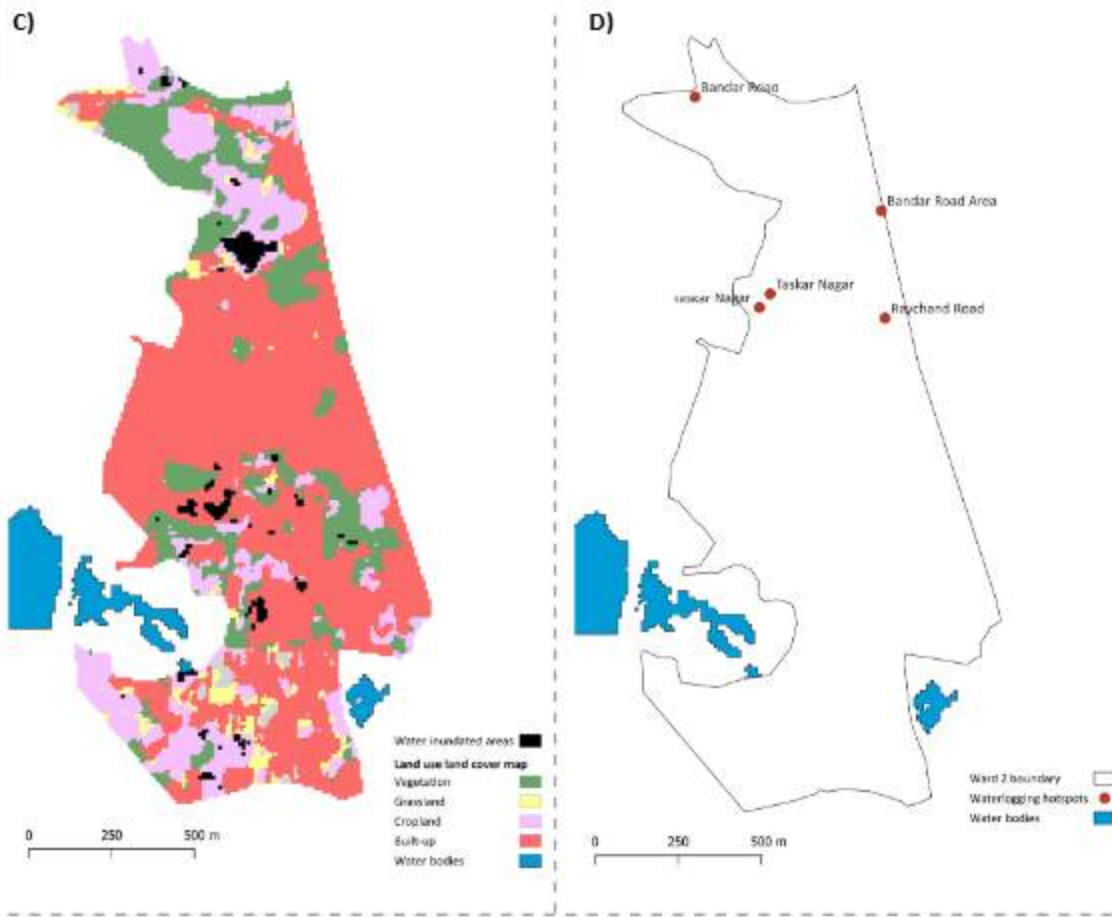 C)
Water inundated areas
Land use land cover map
Vegetation
Grassland
Cropland
Built-up
Water bodies
0 250 500 m
D)
Bandar Road
Bandar Road Area
Taskar Nagar
Nagar
Raychand Road
Ward 2 boundary
Waterlogging hotspots
Water bodies
0 250 500 m